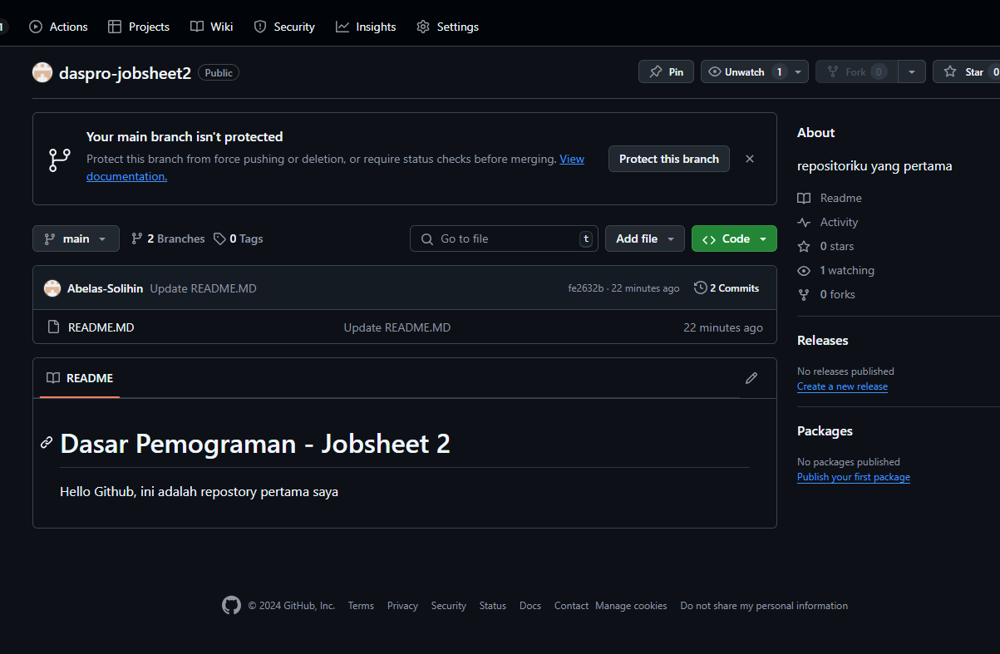 1 Actions Projects Wiki Security Insights Settings
daspro-jobsheet2 Public Pin Unwatch 1 Fork 0 Star 0
Your main branch isn't protected
Protect this branch from force pushing or deletion, or require status checks before merging. View
documentation.
Protect this branch
main 2 Branches 0 Tags Go to file t Add file Code
Abelas-Solihin Update README.MD fe2632b · 22 minutes ago 2 Commits
README.MD Update README.MD 22 minutes ago
README
Dasar Pemograman - Jobsheet 2
Hello Github, ini adalah repostory pertama saya
About
repositoriku yang pertama
Readme
Activity
0 stars
1 watching
0 forks
Releases
No releases published
Create a new release
Packages
No packages published
Publish your first package
© 2024 GitHub, Inc. Terms Privacy Security Status Docs Contact Manage cookies Do not share my personal information